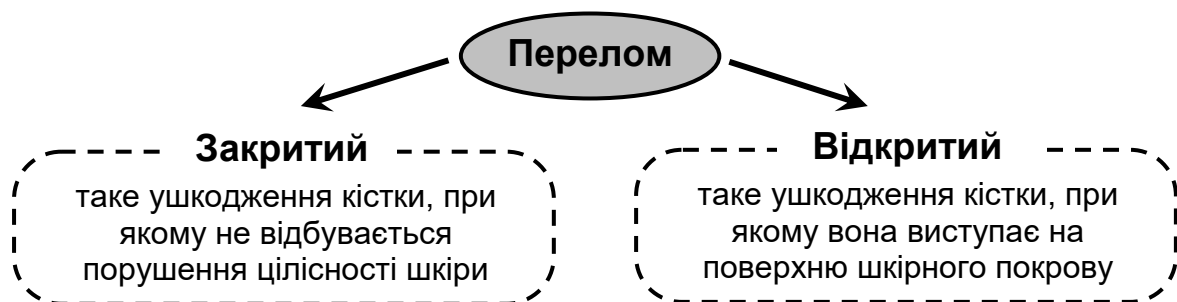 Перелом
Закритий
таке ушкодження кістки, при
якому не відбувається
порушення цілісності шкіри
Відкритий
таке ушкодження кістки, при
якому вона виступає на
поверхню шкірного покрову